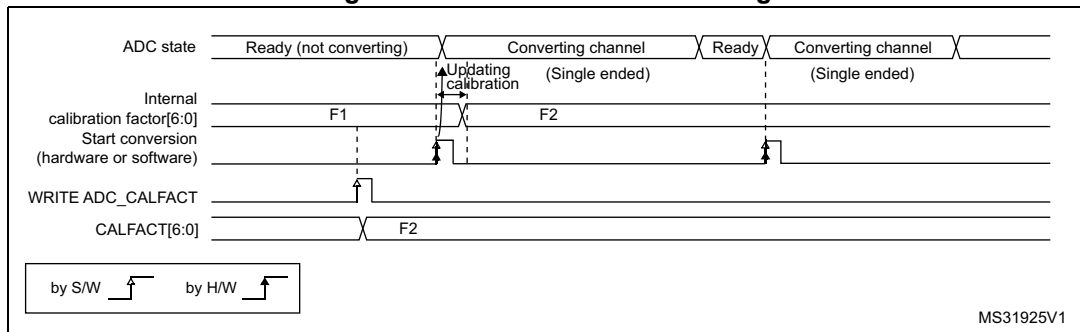 ADC state
Ready (not converting)
Converting channel
Ready
Converting channel
Updating
calibration
(Single ended)
(Single ended)
Internal
calibration factor[6:0]
F1
F2
Start conversion
(hardware or software)
WRITE ADC_CALFACT
CALFACT[6:0]
F2
by S/W
by H/W
MS31925V1